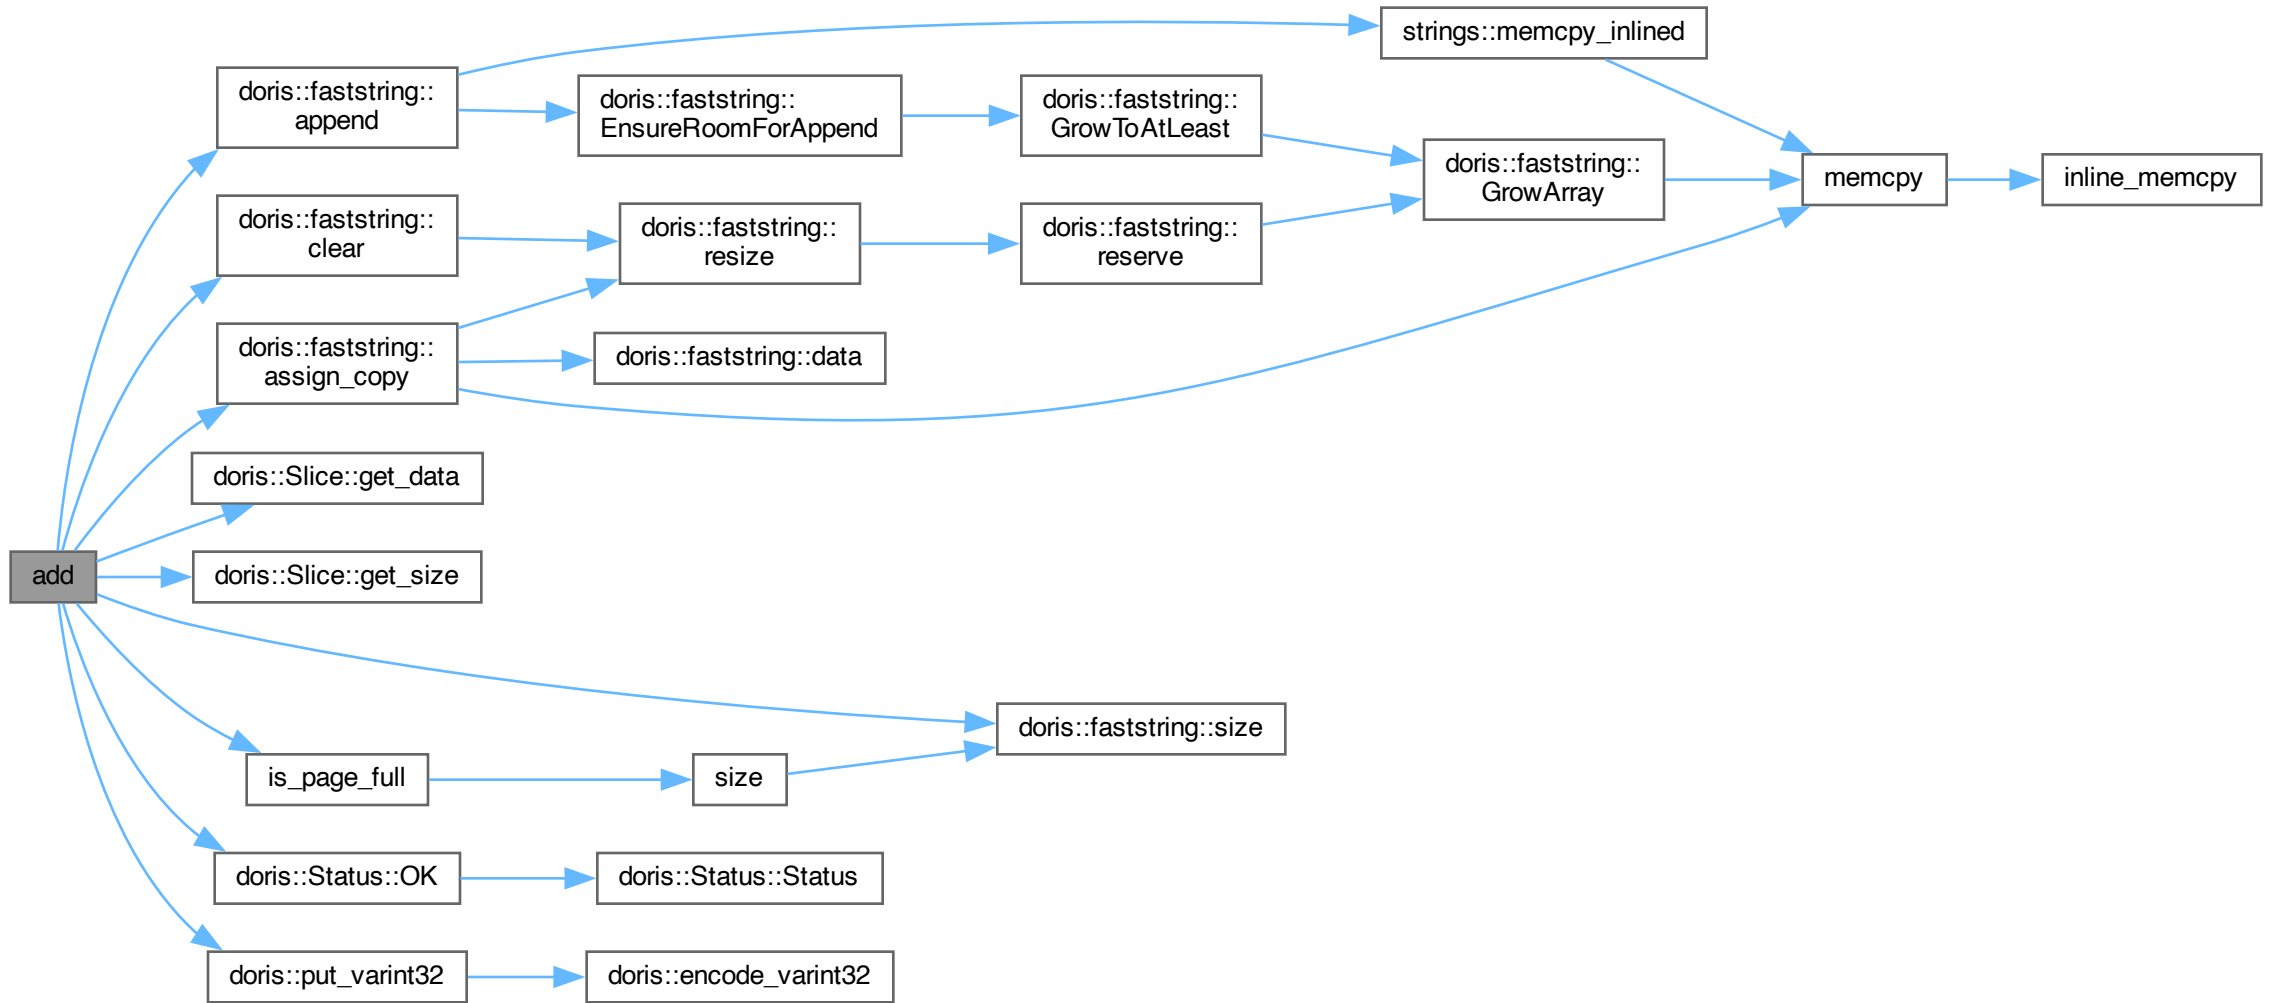 strings::memcpy_inlined
doris::faststring::
append
doris::faststring::
EnsureRoomForAppend
doris::faststring::
GrowToAtLeast
doris::faststring::
GrowArray
memcpy
inline_memcpy
doris::faststring::
clear
doris::faststring::
resize
doris::faststring::
reserve
doris::faststring::
assign_copy
doris::faststring::data
doris::Slice::get_data
add
doris::Slice::get_size
doris::faststring::size
is_page_full
size
doris::Status::OK
doris::Status::Status
doris::put_varint32
doris::encode_varint32